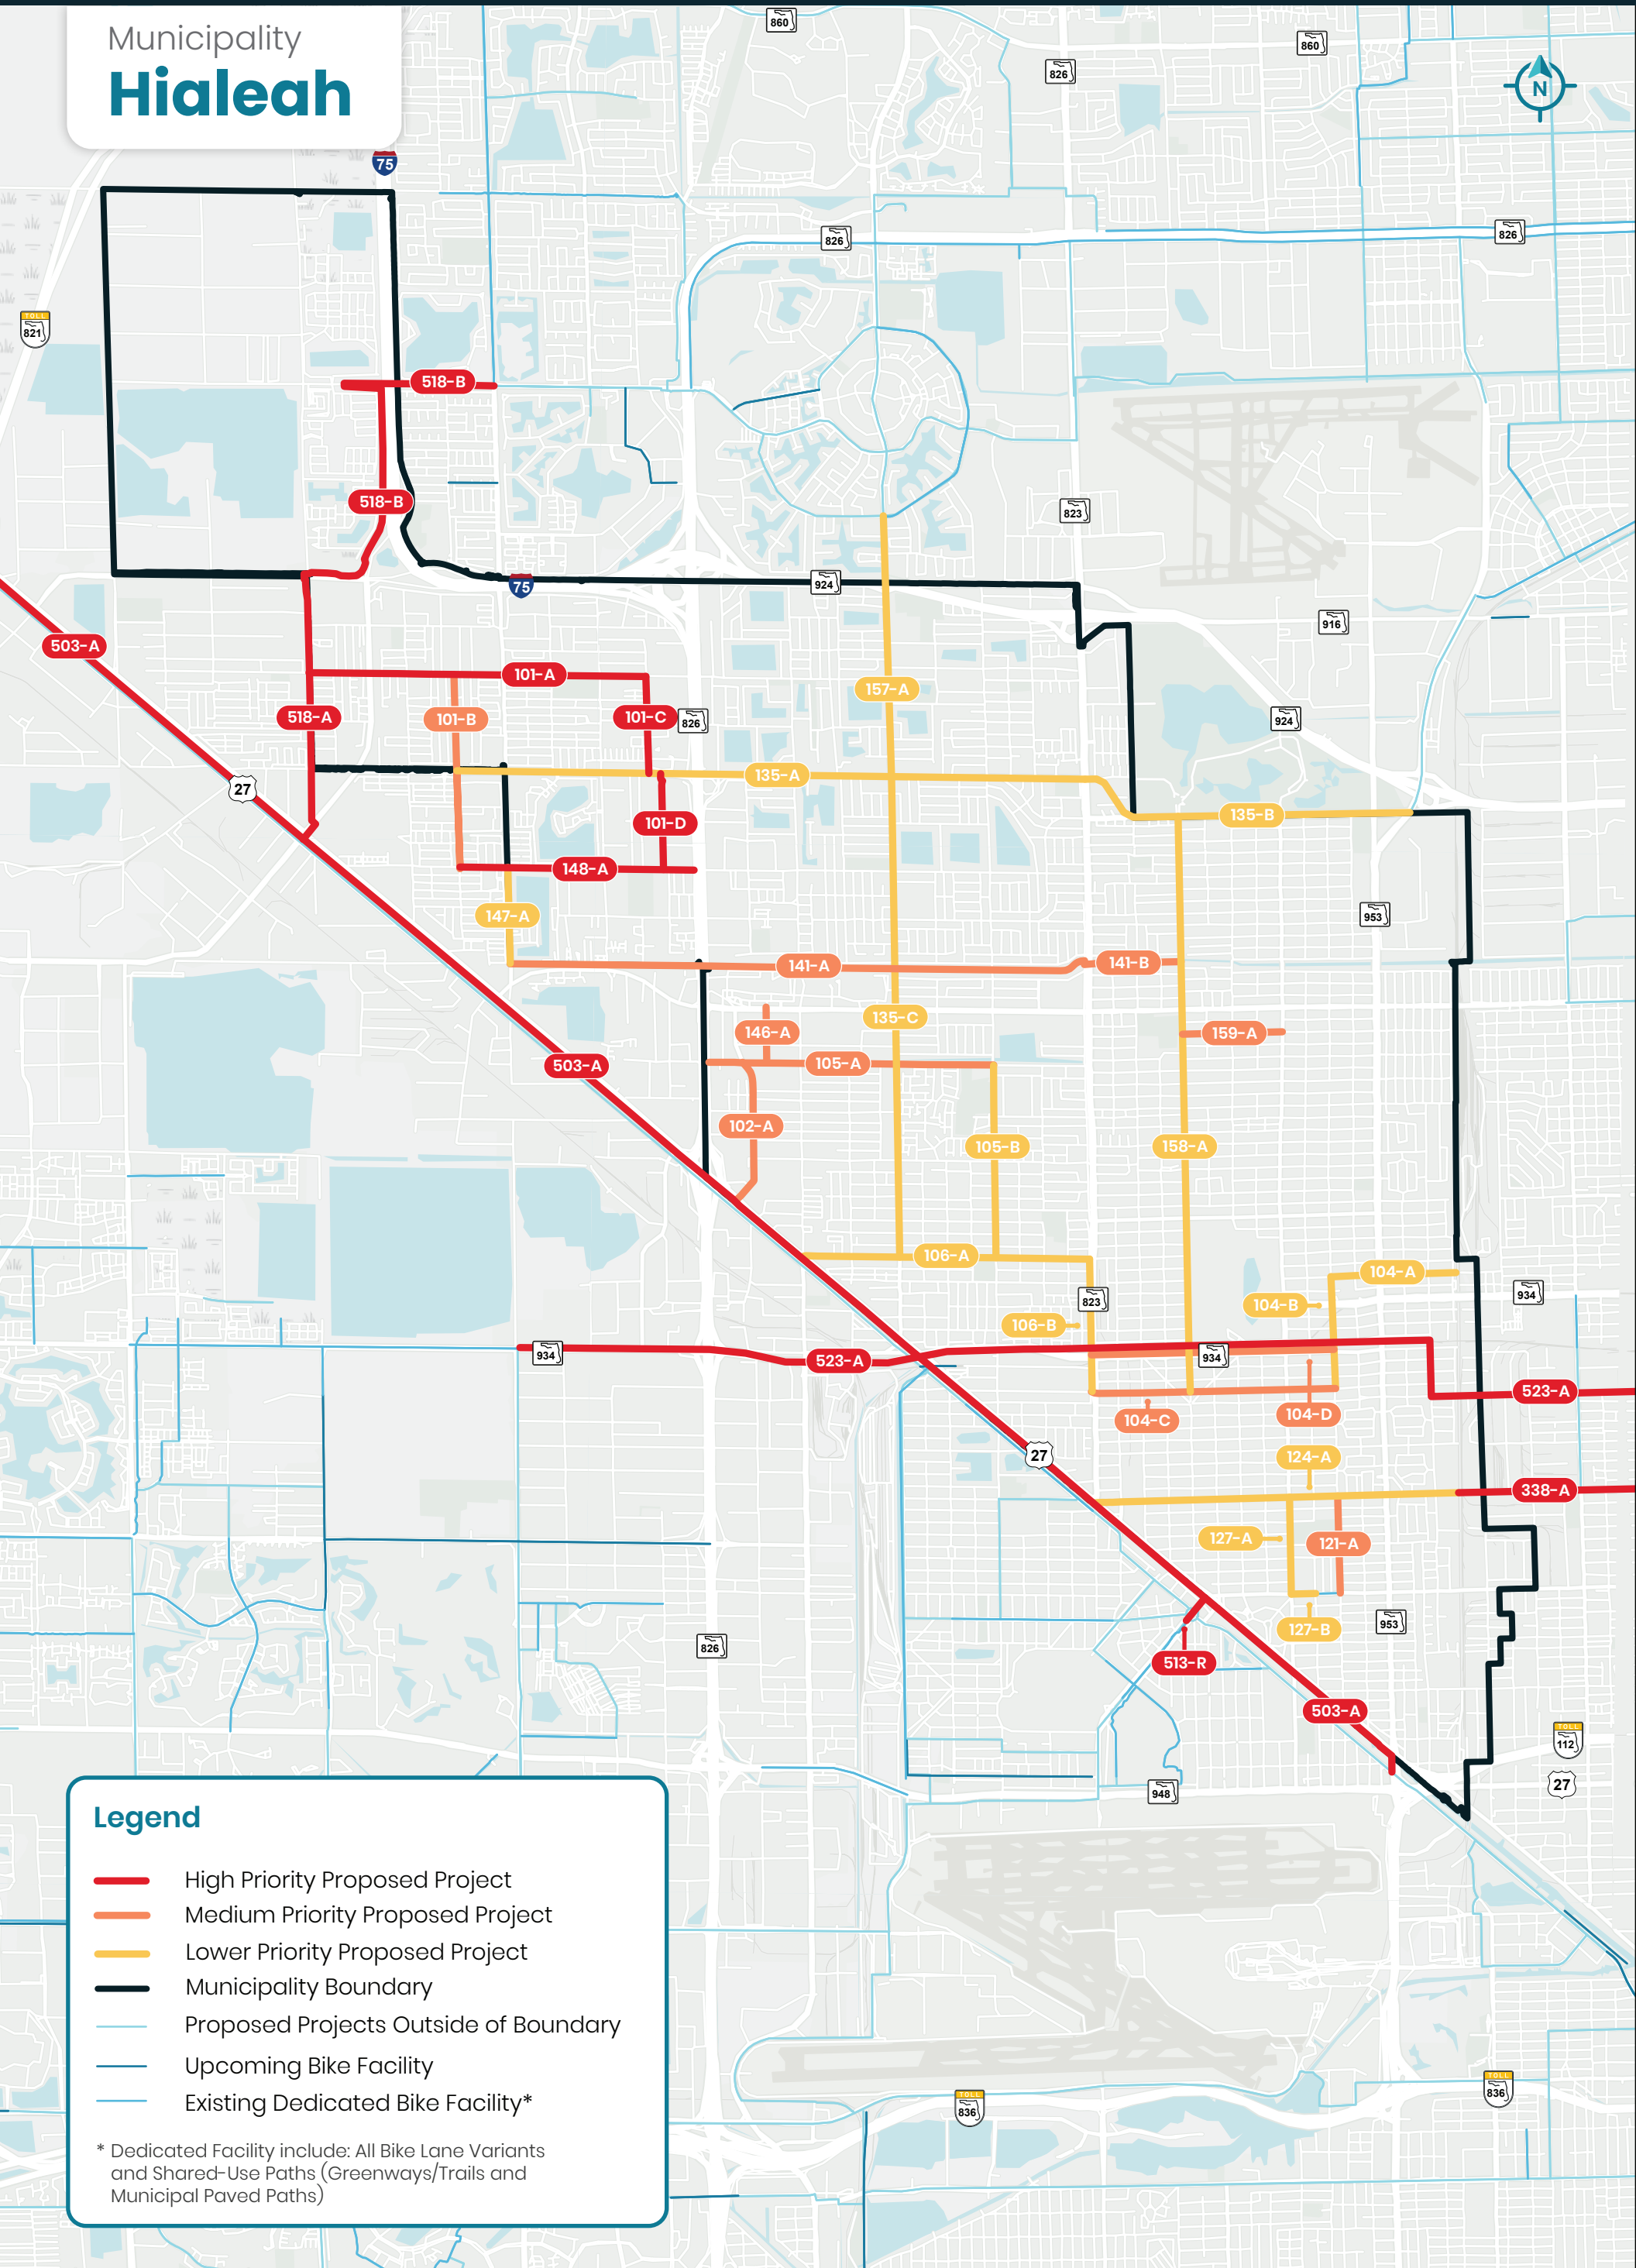 Municipality
Hialeah
860
860
826
N
75
826
826
TOLL
821
518-B
518-B
823
75
924
916
503-A
101-A
157-A
518-A
101-B
101-C
826
924
27
135-A
135-B
101-D
148-A
147-A
953
141-A
141-B
135-C
146-A
159-A
503-A
105-A
102-A
105-B
158-A
106-A
104-A
823
104-B
934
106-B
934
523-A
934
523-A
104-C
104-D
27
124-A
338-A
127-A
121-A
953
127-B
826
513-R
503-A
TOLL
112
27
948
Legend
High Priority Proposed Project
Medium Priority Proposed Project
Lower Priority Proposed Project
Municipality Boundary
Proposed Projects Outside of Boundary
Upcoming Bike Facility
Existing Dedicated Bike Facility*
* Dedicated Facility include: All Bike Lane Variants
and Shared-Use Paths (Greenways/Trails and
Municipal Paved Paths)
TOLL
836
TOLL
836